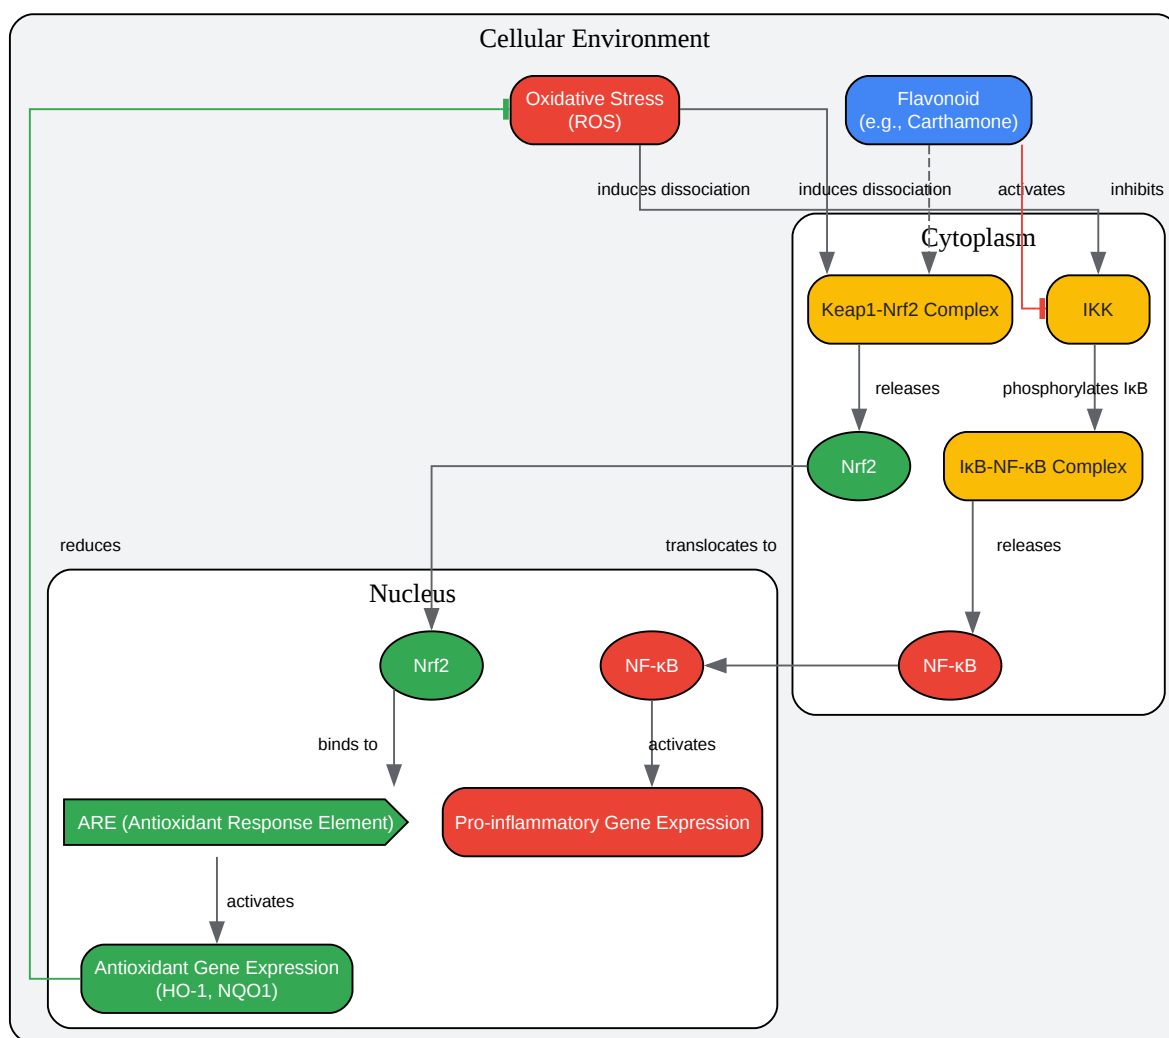 Cellular Environment
Oxidative Stress
(ROS)
Flavonoid
(e.g., Carthamone)
induces dissociation
induces dissociation
activates
inhibits
Cytoplasm
Keap1-Nrf2 Complex
IKK
releases
phosphorylates IκB
Nrf2
IκB-NF-κB Complex
reduces
translocates to
releases
Nucleus
Nrf2
NF-κB
NF-κB
binds to
activates
ARE (Antioxidant Response Element)
Pro-inflammatory Gene Expression
activates
Antioxidant Gene Expression
(HO-1, NQO1)